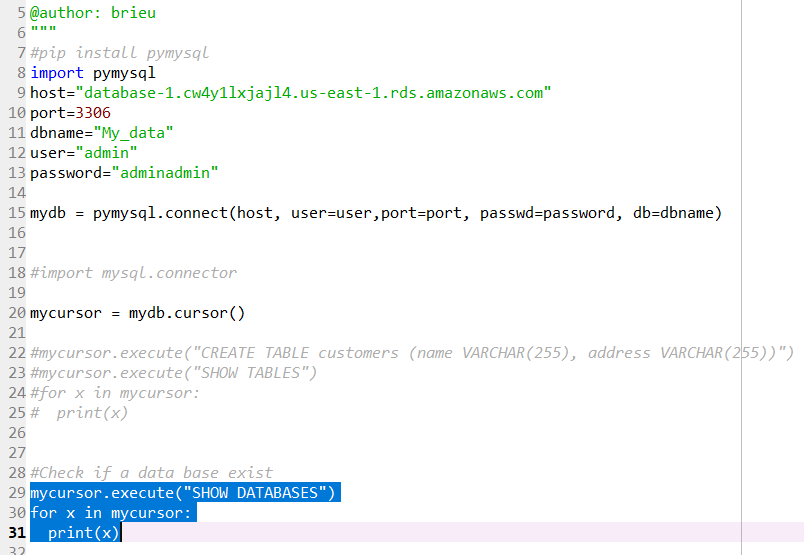 5 @author: brieu
6 """
7 #pip install pymysql
8 import pymysql
9 host="database-1.cw4y1lxjajl4.us-east-1.rds.amazonaws.com"
10 port=3306
11 dbname="My_data"
12 user="admin"
13 password="adminadmin"
14
15 mydb = pymysql.connect(host, user=user,port=port, passwd=password, db=dbname)
16
17
18 #import mysql.connector
19
20 mycursor = mydb.cursor()
21
22 #mycursor.execute("CREATE TABLE customers (name VARCHAR(255), address VARCHAR(255))")
23 #mycursor.execute("SHOW TABLES")
24 #for x in mycursor:
25 #  print(x)
26
27
28 #Check if a data base exist
29 mycursor.execute("SHOW DATABASES")
30 for x in mycursor:
31   print(x)
32